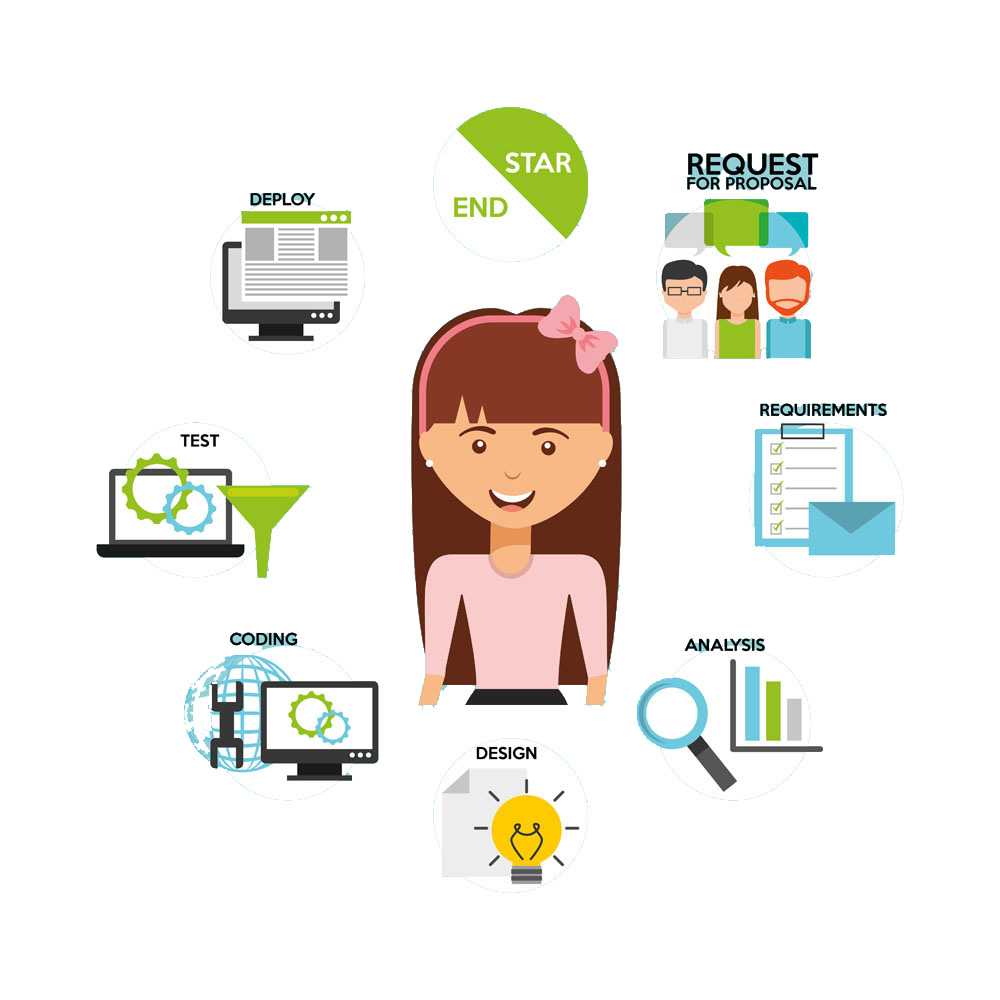 STAR
END
REQUEST
FOR PROPOSAL
REQUIREMENTS
ANALYSIS
DESIGN
CODING
TEST
DEPLOY